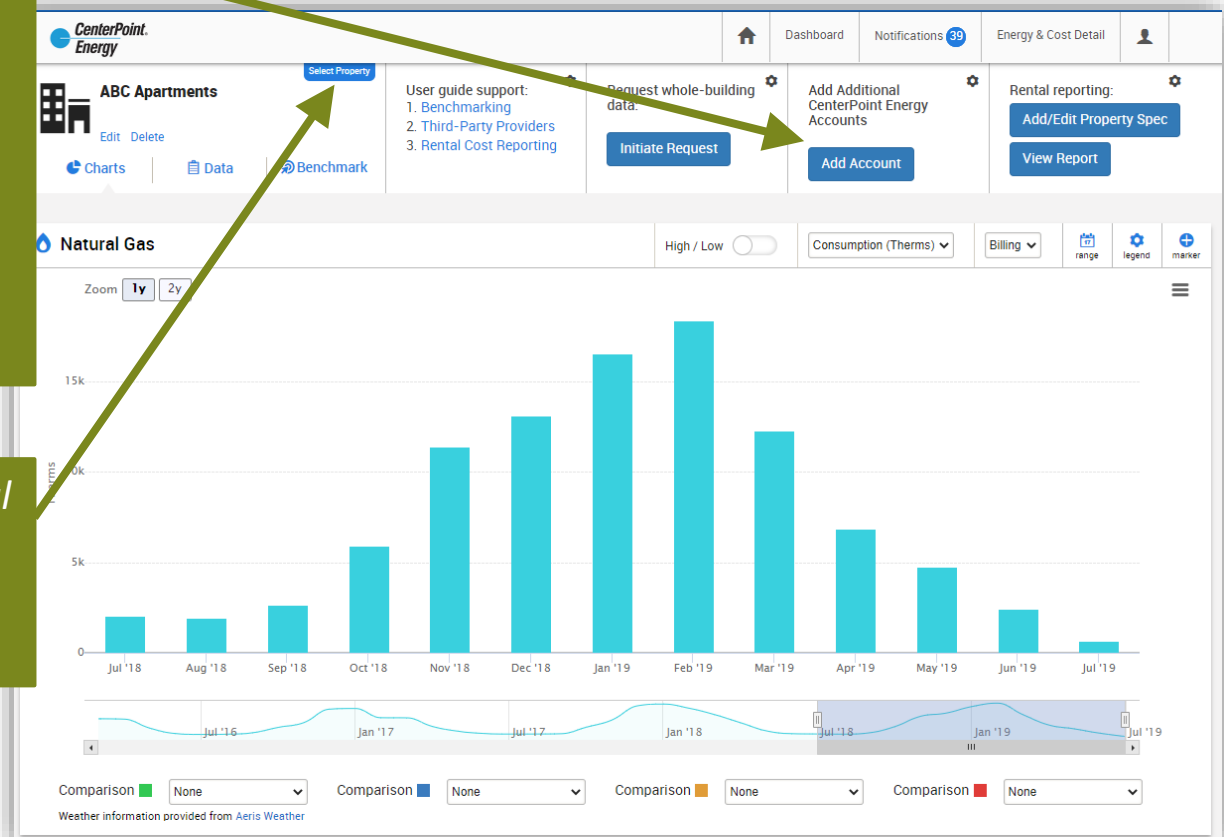 CenterPoint.
Energy
Dashboard
Notifications 39
Energy & Cost Detail
Select Property
ABC Apartments
Edit Delete
Charts
Data
Benchmark
User guide support:
1. Benchmarking
2. Third-Party Providers
3. Rental Cost Reporting
Request whole-building
data:
Initiate Request
Add Additional
CenterPoint Energy
Accounts
Add Account
Rental reporting:
Add/Edit Property Spec
View Report
Natural Gas
High / Low
Consumption (Therms)
Billing
17
range
legend
marker
Zoom 1y 2y
15k
5k
0
Jul '18 Aug '18 Sep '18 Oct '18 Nov '18 Dec '18 Jan '19 Feb '19 Mar '19 Apr '19 May '19 Jun '19 Jul '19
Jul '16 Jan '17 Jul '17 Jan '18 Jul '18 Jan '19 Jul '19
Comparison None Comparison None Comparison None Comparison None
Weather information provided from Aeris Weather
/